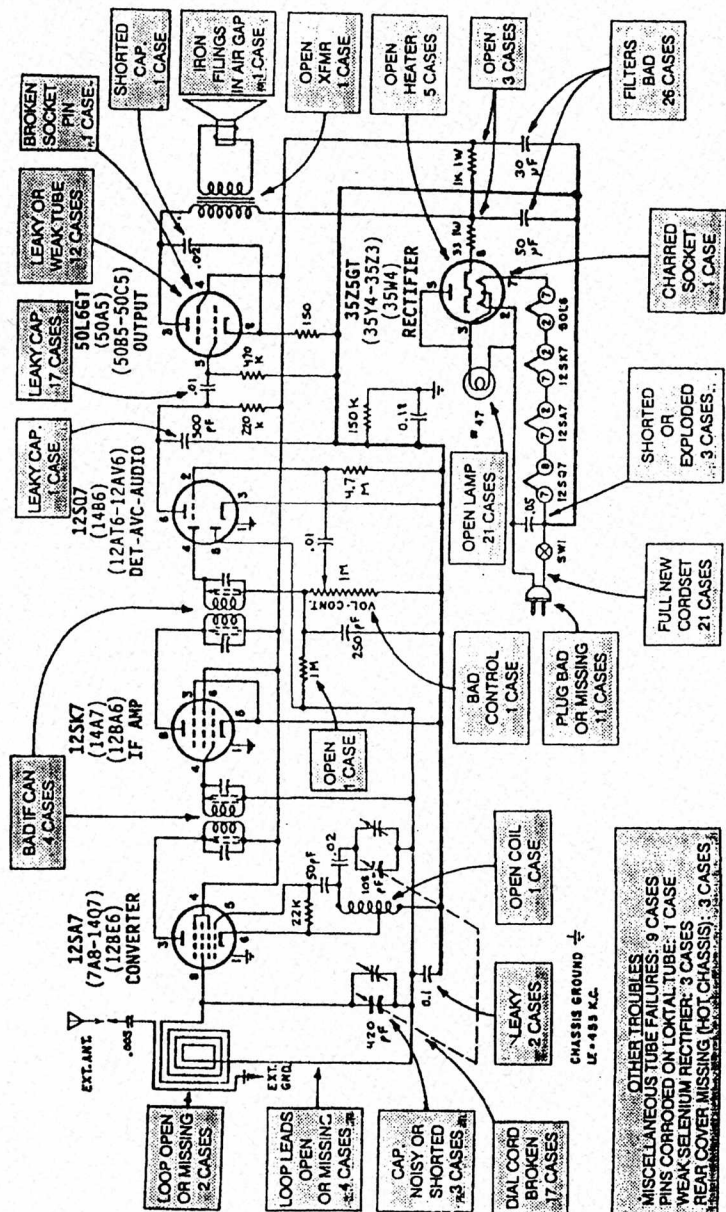 LOOP OPEN
OR MISSING
2 CASES
LOOP LEADS
OPEN
OR MISSING
4 CASES
CAP.
NOISY OR
SHORTED
3 CASES
DIAL CORD
BROKEN
17 CASES
BAD IF CAN
4 CASES
LEAKY CAP.
1 CASE
LEAKY CAP.
17 CASES
LEAKY OR
WEAK TUBE
12 CASES
BROKEN
SOCKET
PIN
1 CASE
SHORTED
CAP.
1 CASE
IRON
FILINGS
IN AIR GAP
1 CASE
OPEN
XFMR
1 CASE
OPEN
HEATER
5 CASES
OPEN
3 CASES
FILTERS
BAD
26 CASES
CHARRED
SOCKET
1 CASE
SHORTED
OR
EXPLODED
3 CASES
FULL NEW
CORDSET
21 CASES
PLUG BAD
OR MISSING
11 CASES
OPEN LAMP
21 CASES
BAD
CONTROL
1 CASE
OPEN
1 CASE
OPEN COIL
1 CASE
LEAKY
2 CASES
12SA7
(7A8-14Q7)
(12BE6)
CONVERTER
12SK7
(14A7)
(12BA6)
IF AMP
12SQ7
(14B6)
(12AT6-12AV6)
DET-AVC-AUDIO
50L6GT
(50A5)
(50B5-50C5)
OUTPUT
35Z5GT
(35Y4-35Z3)
(35W4)
RECTIFIER
EXT.ANT.
.005
EXT.
GND.
420
pF
0.1
22K
50pF
.02
1M
250pF
VOL-CONT.
1M
.01
4.7
M
500
pF
220
K
.01
470
K
150
.02
150K
0.12
#47
33
1K 1W
30
µF
50
µF
.05
SW1
12SQ7
12SA7
12SK7
50L6
CHASSIS GROUND
I.F.=455 K.C.
OTHER TROUBLES
MISCELLANEOUS TUBE FAILURES: 9 CASES
PINS CORRODED ON LOKTAL TUBE: 1 CASE
WEAK SELENIUM RECTIFIER: 3 CASES
REAR COVER MISSING (HOT CHASSIS): 3 CASES